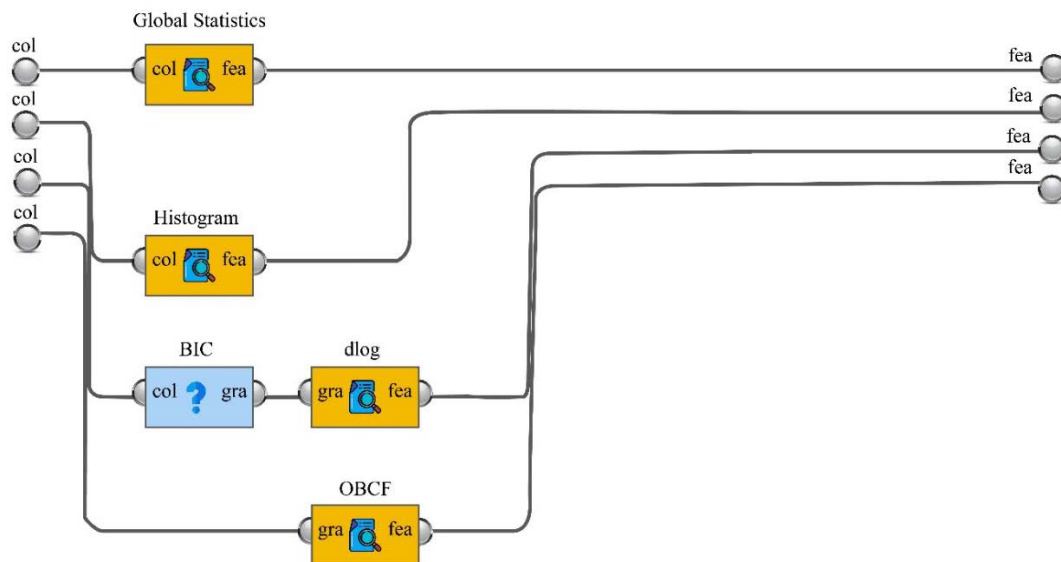 Global Statistics
col
col fea
fea
col
fea
col
fea
col
fea
Histogram
col fea
BIC
dlog
col ? gra
gra fea
OBCF
gra fea